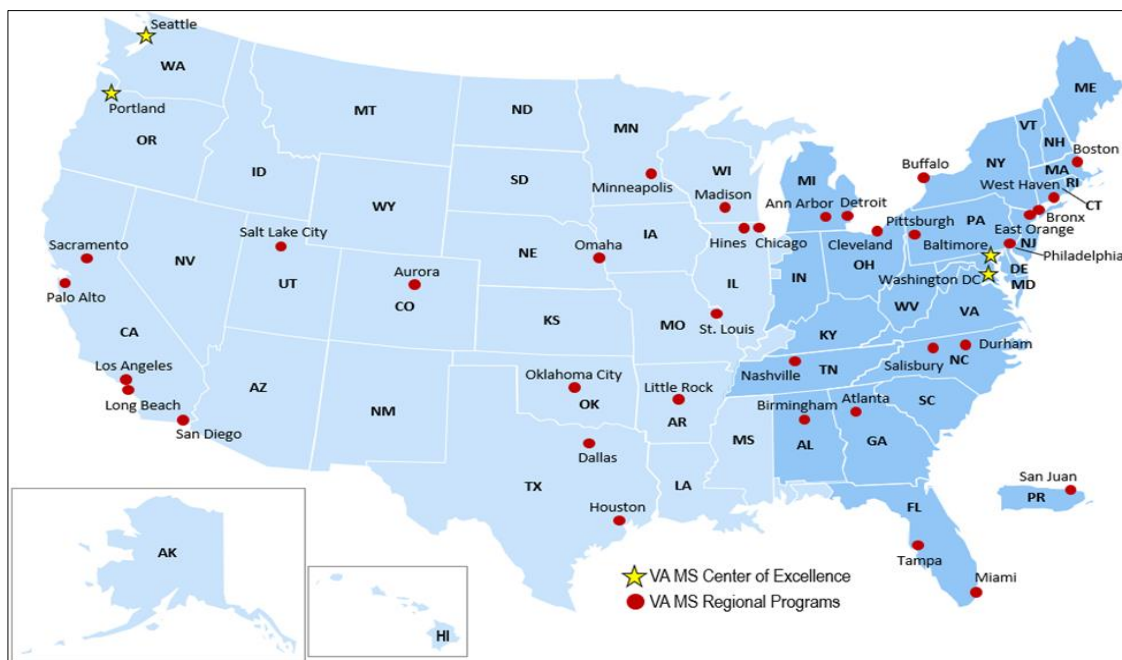 Seattle
WA
Portland
OR
MT
ND
MN
ID
SD
WI
Minneapolis
Madison
WY
MI
Ann Arbor
Detroit
Buffalo
NY
VT
NH
ME
Boston
MA
RI
West Haven
CT
Bronx
East Orange
NJ
Pittsburgh
PA
Baltimore
Philadelphia
Washington DC
DE
MD
Cleveland
OH
Hines
Chicago
IA
Omaha
NE
Salt Lake City
Sacramento
NV
UT
Aurora
CO
Palo Alto
CA
KS
MO
IL
St. Louis
IN
KY
WV
VA
Durham
Salisbury
NC
Nashville
TN
Los Angeles
Long Beach
San Diego
AZ
NM
Oklahoma City
OK
Little Rock
AR
Birmingham
AL
Atlanta
GA
SC
MS
Dallas
TX
LA
Houston
FL
Tampa
Miami
San Juan
PR
AK
HI
VA MS Center of Excellence
VA MS Regional Programs